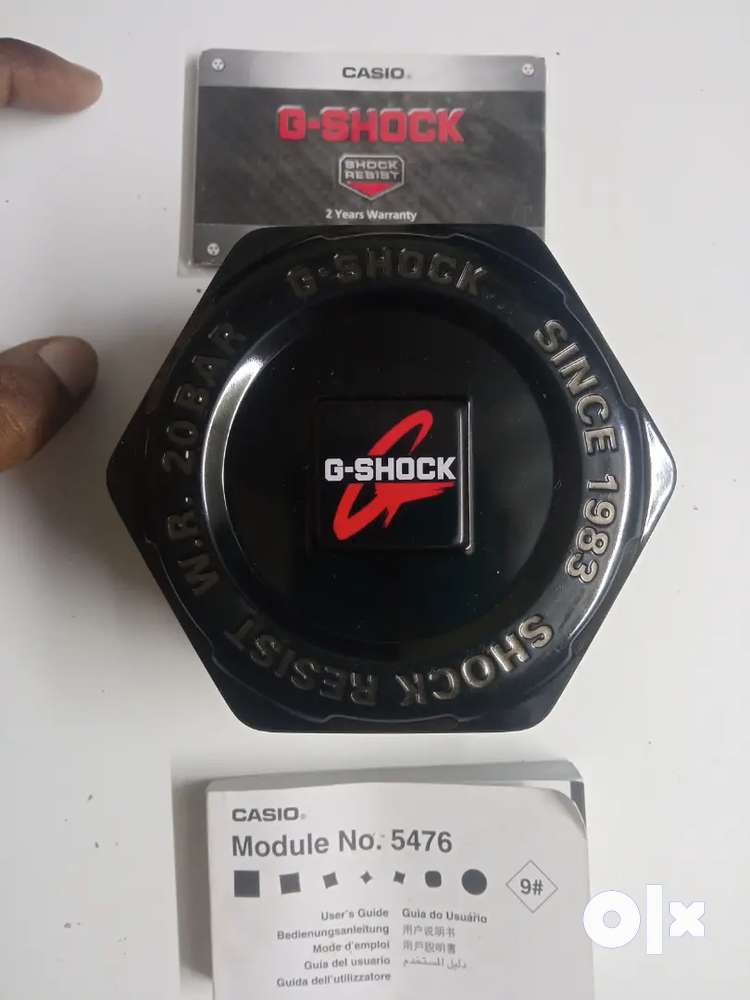 CASIO®
G-SHOCK
SHOCK
RESIST
2 Years Warranty
G-SHOCK
SINCE 1983
SHOCK RESIST
W.R. 20BAR
G-SHOCK
CASIO®
Module No. 5476
9#
User's Guide Guia do Usuário
Bedienungsanleitung 用户说明书
Mode d'emploi 用戶說明書
Guía del usuario دليل المستخدم
Guida dell'utilizzatore
olx